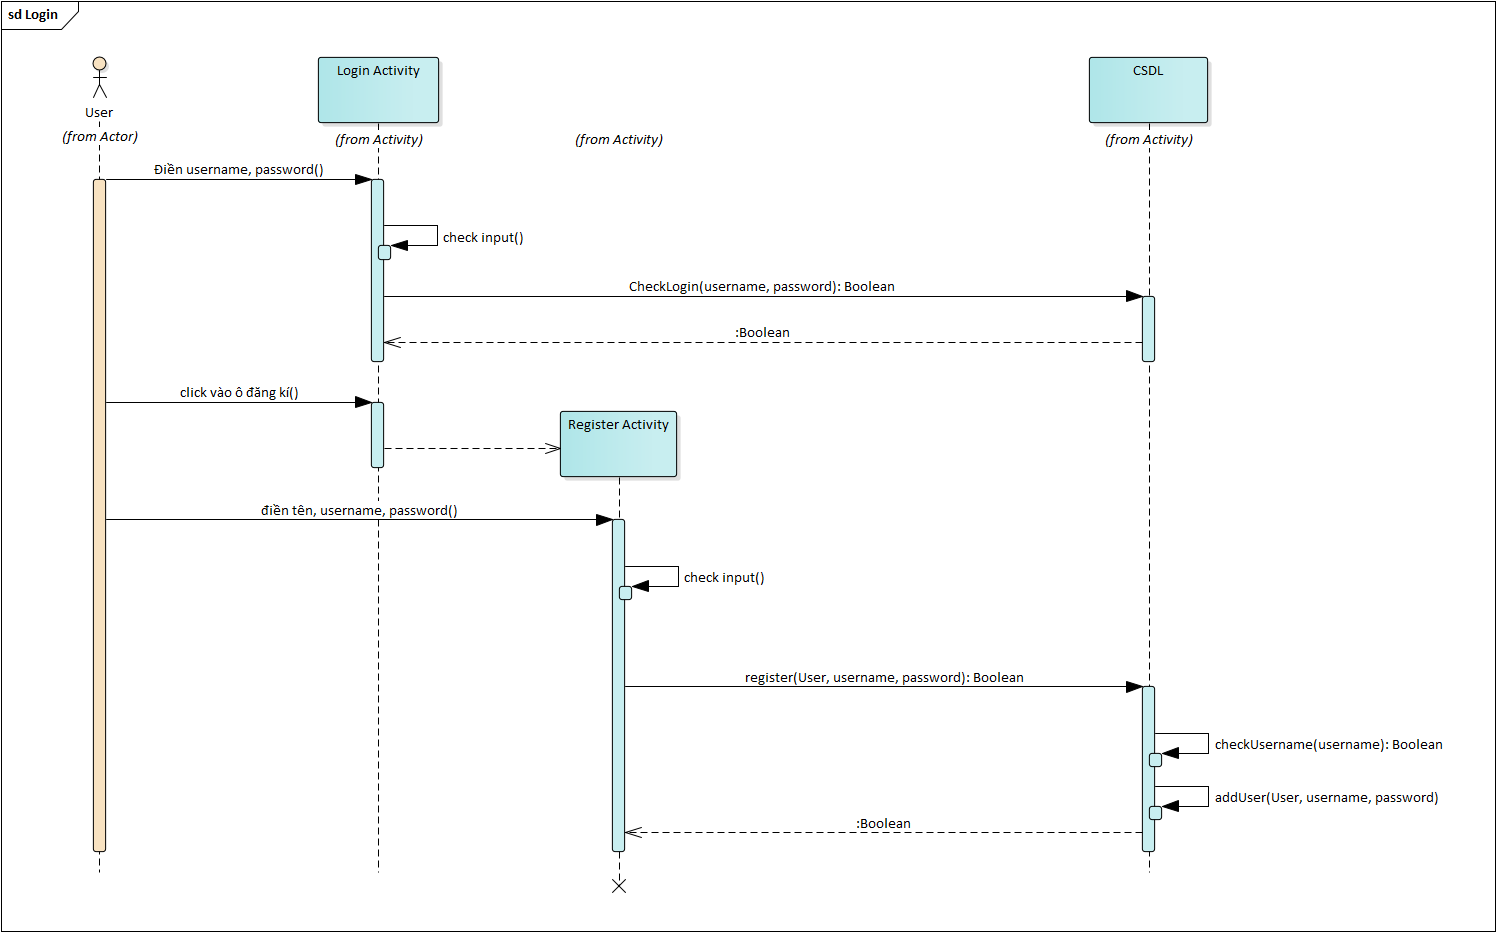 sd Login
User
(from Actor)
Login Activity
(from Activity)
(from Activity)
CSDL
(from Activity)
Điền username, password()
check input()
CheckLogin(username, password): Boolean
:Boolean
click vào ô đăng kí()
Register Activity
điền tên, username, password()
check input()
register(User, username, password): Boolean
checkUsername(username): Boolean
addUser(User, username, password)
:Boolean